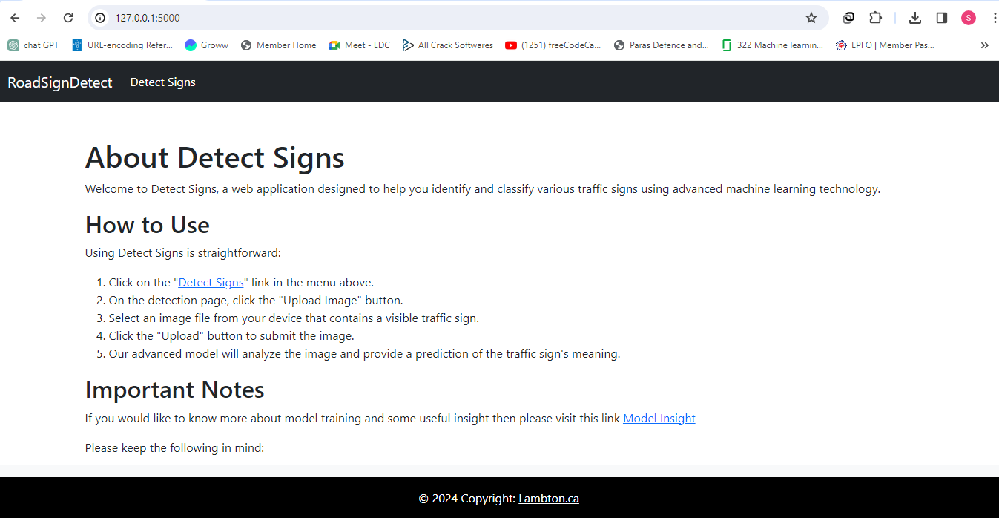 127.0.0.1:5000
S
chat GPT
URL-encoding Refer...
Groww
Member Home
Meet - EDC
All Crack Softwares
(1251) freeCodeCa...
Paras Defence and...
322 Machine learnin...
EPFO | Member Pas...
RoadSignDetect
Detect Signs
About Detect Signs
Welcome to Detect Signs, a web application designed to help you identify and classify various traffic signs using advanced machine learning technology.
How to Use
Using Detect Signs is straightforward:
1. Click on the "Detect Signs" link in the menu above.
2. On the detection page, click the "Upload Image" button.
3. Select an image file from your device that contains a visible traffic sign.
4. Click the "Upload" button to submit the image.
5. Our advanced model will analyze the image and provide a prediction of the traffic sign's meaning.
Important Notes
If you would like to know more about model training and some useful insight then please visit this link Model Insight
Please keep the following in mind:
© 2024 Copyright: Lambton.ca